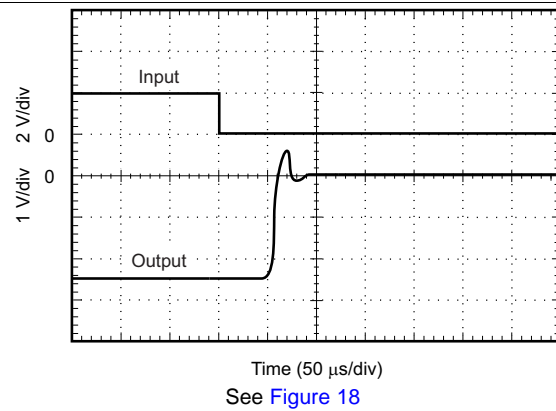 Input
2 V/div
0
1 V/div
0
Output
Time (50 μs/div)
See Figure 18